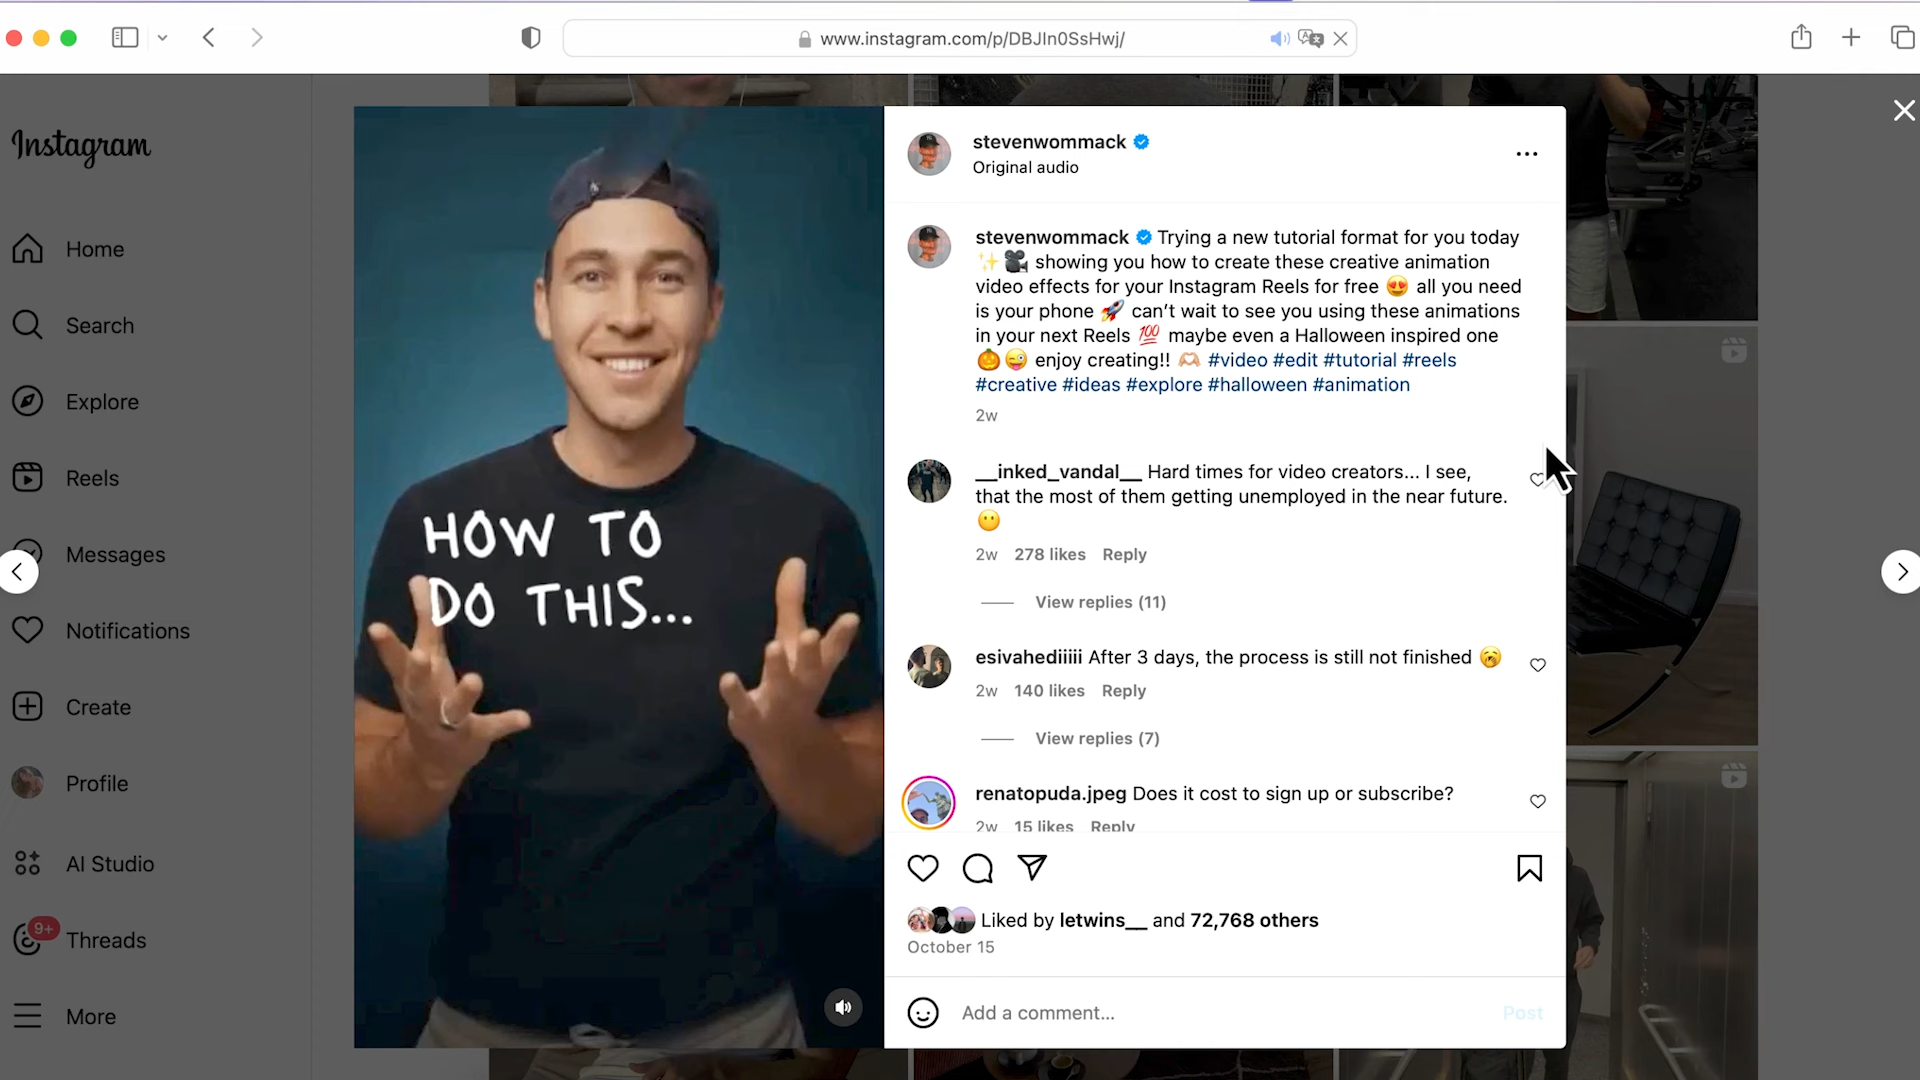 www.instagram.com/p/DBJIn0SsHwj/
Instagram
Home
Search
Explore
Reels
Messages
Notifications
Create
Profile
AI Studio
9+
Threads
More
HOW TO
DO THIS...
stevenwommack
Original audio
stevenwommack Trying a new tutorial format for you today
✨🎥 showing you how to create these creative animation
video effects for your Instagram Reels for free 😍 all you need
is your phone 🚀 can’t wait to see you using these animations
in your next Reels 💯 maybe even a Halloween inspired one
🎃😜 enjoy creating!! 🫶🏼 #video #edit #tutorial #reels
#creative #ideas #explore #halloween #animation
2w
__inked_vandal__ Hard times for video creators... I see,
that the most of them getting unemployed in the near future.
😶
2w 278 likes Reply
View replies (11)
esivahediiiii After 3 days, the process is still not finished 🥱
2w 140 likes Reply
View replies (7)
renatopuda.jpeg Does it cost to sign up or subscribe?
2w 15 likes Reply
Liked by letwins__ and 72,768 others
October 15
Add a comment...
Post